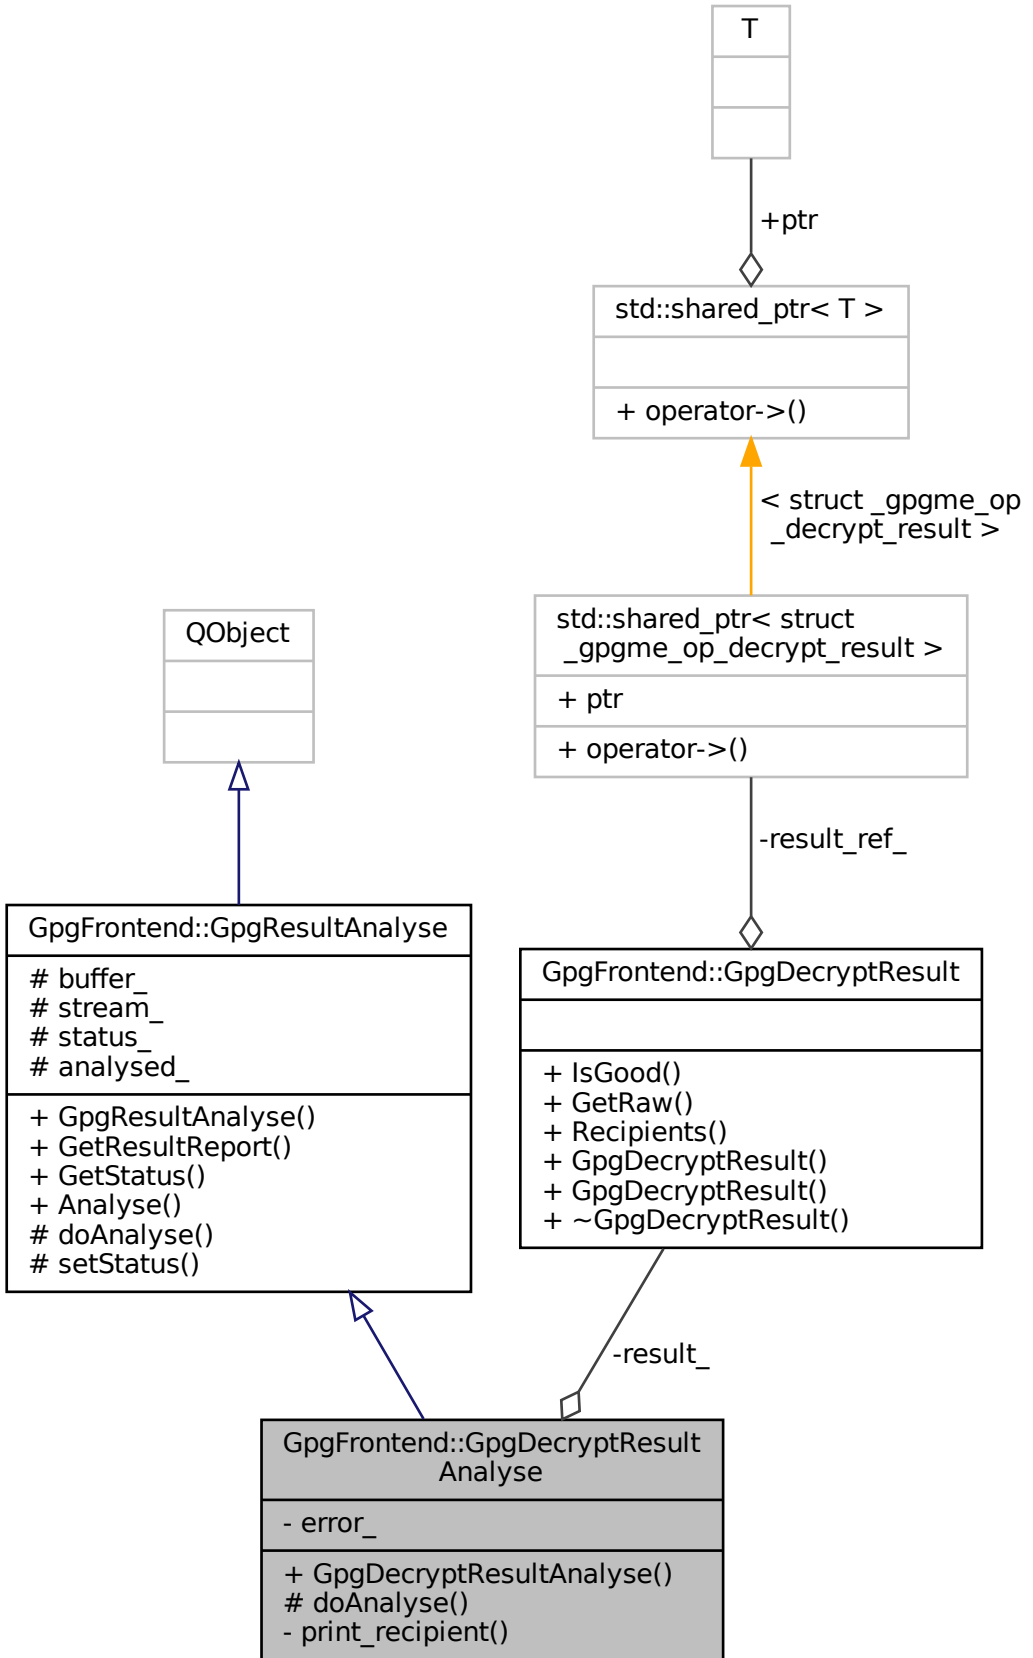 T
+ptr
std::shared_ptr< T >
+ operator->()
< struct _gpgme_op
_decrypt_result >
std::shared_ptr< struct
_gpgme_op_decrypt_result >
+ ptr
+ operator->()
QObject
-result_ref_
GpgFrontend::GpgResultAnalyse
# buffer_
# stream_
# status_
# analysed_
+ GpgResultAnalyse()
+ GetResultReport()
+ GetStatus()
+ Analyse()
# doAnalyse()
# setStatus()
GpgFrontend::GpgDecryptResult
+ IsGood()
+ GetRaw()
+ Recipients()
+ GpgDecryptResult()
+ GpgDecryptResult()
+ ~GpgDecryptResult()
-result_
GpgFrontend::GpgDecryptResult
Analyse
- error_
+ GpgDecryptResultAnalyse()
# doAnalyse()
- print_recipient()